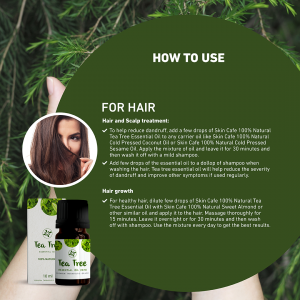 HOW TO USE
FOR HAIR
Hair and Scalp treatment:
To help reduce dandruff, add a few drops of Skin Cafe 100% Natural
Tea Tree Essential Oil to any carrier oil like Skin Cafe 100% Natural
Cold Pressed Coconut Oil or Skin Cafe 100% Natural Cold Pressed
Sesame Oil. Apply the mixture of oil and leave it for 30 minutes and
then wash it off with a mild shampoo.
Add few drops of the essential oil to a dollop of shampoo when
washing the hair. Tea tree essential oil will help reduce the severity
of dandruff and improve other symptoms if used regularly.
Hair growth
For healthy hair, dilute few drops of Skin Cafe 100% Natural Tea
Tree Essential Oil with Skin Cafe 100% Natural Sweet Almond or
other similar oil and apply it to the hair. Massage thoroughly for
15 minutes. Leave it overnight or for 30 minutes and then wash
off with shampoo. Use the mixture every day to get the best results.
Tea Tree
10 ml
Tea Tree